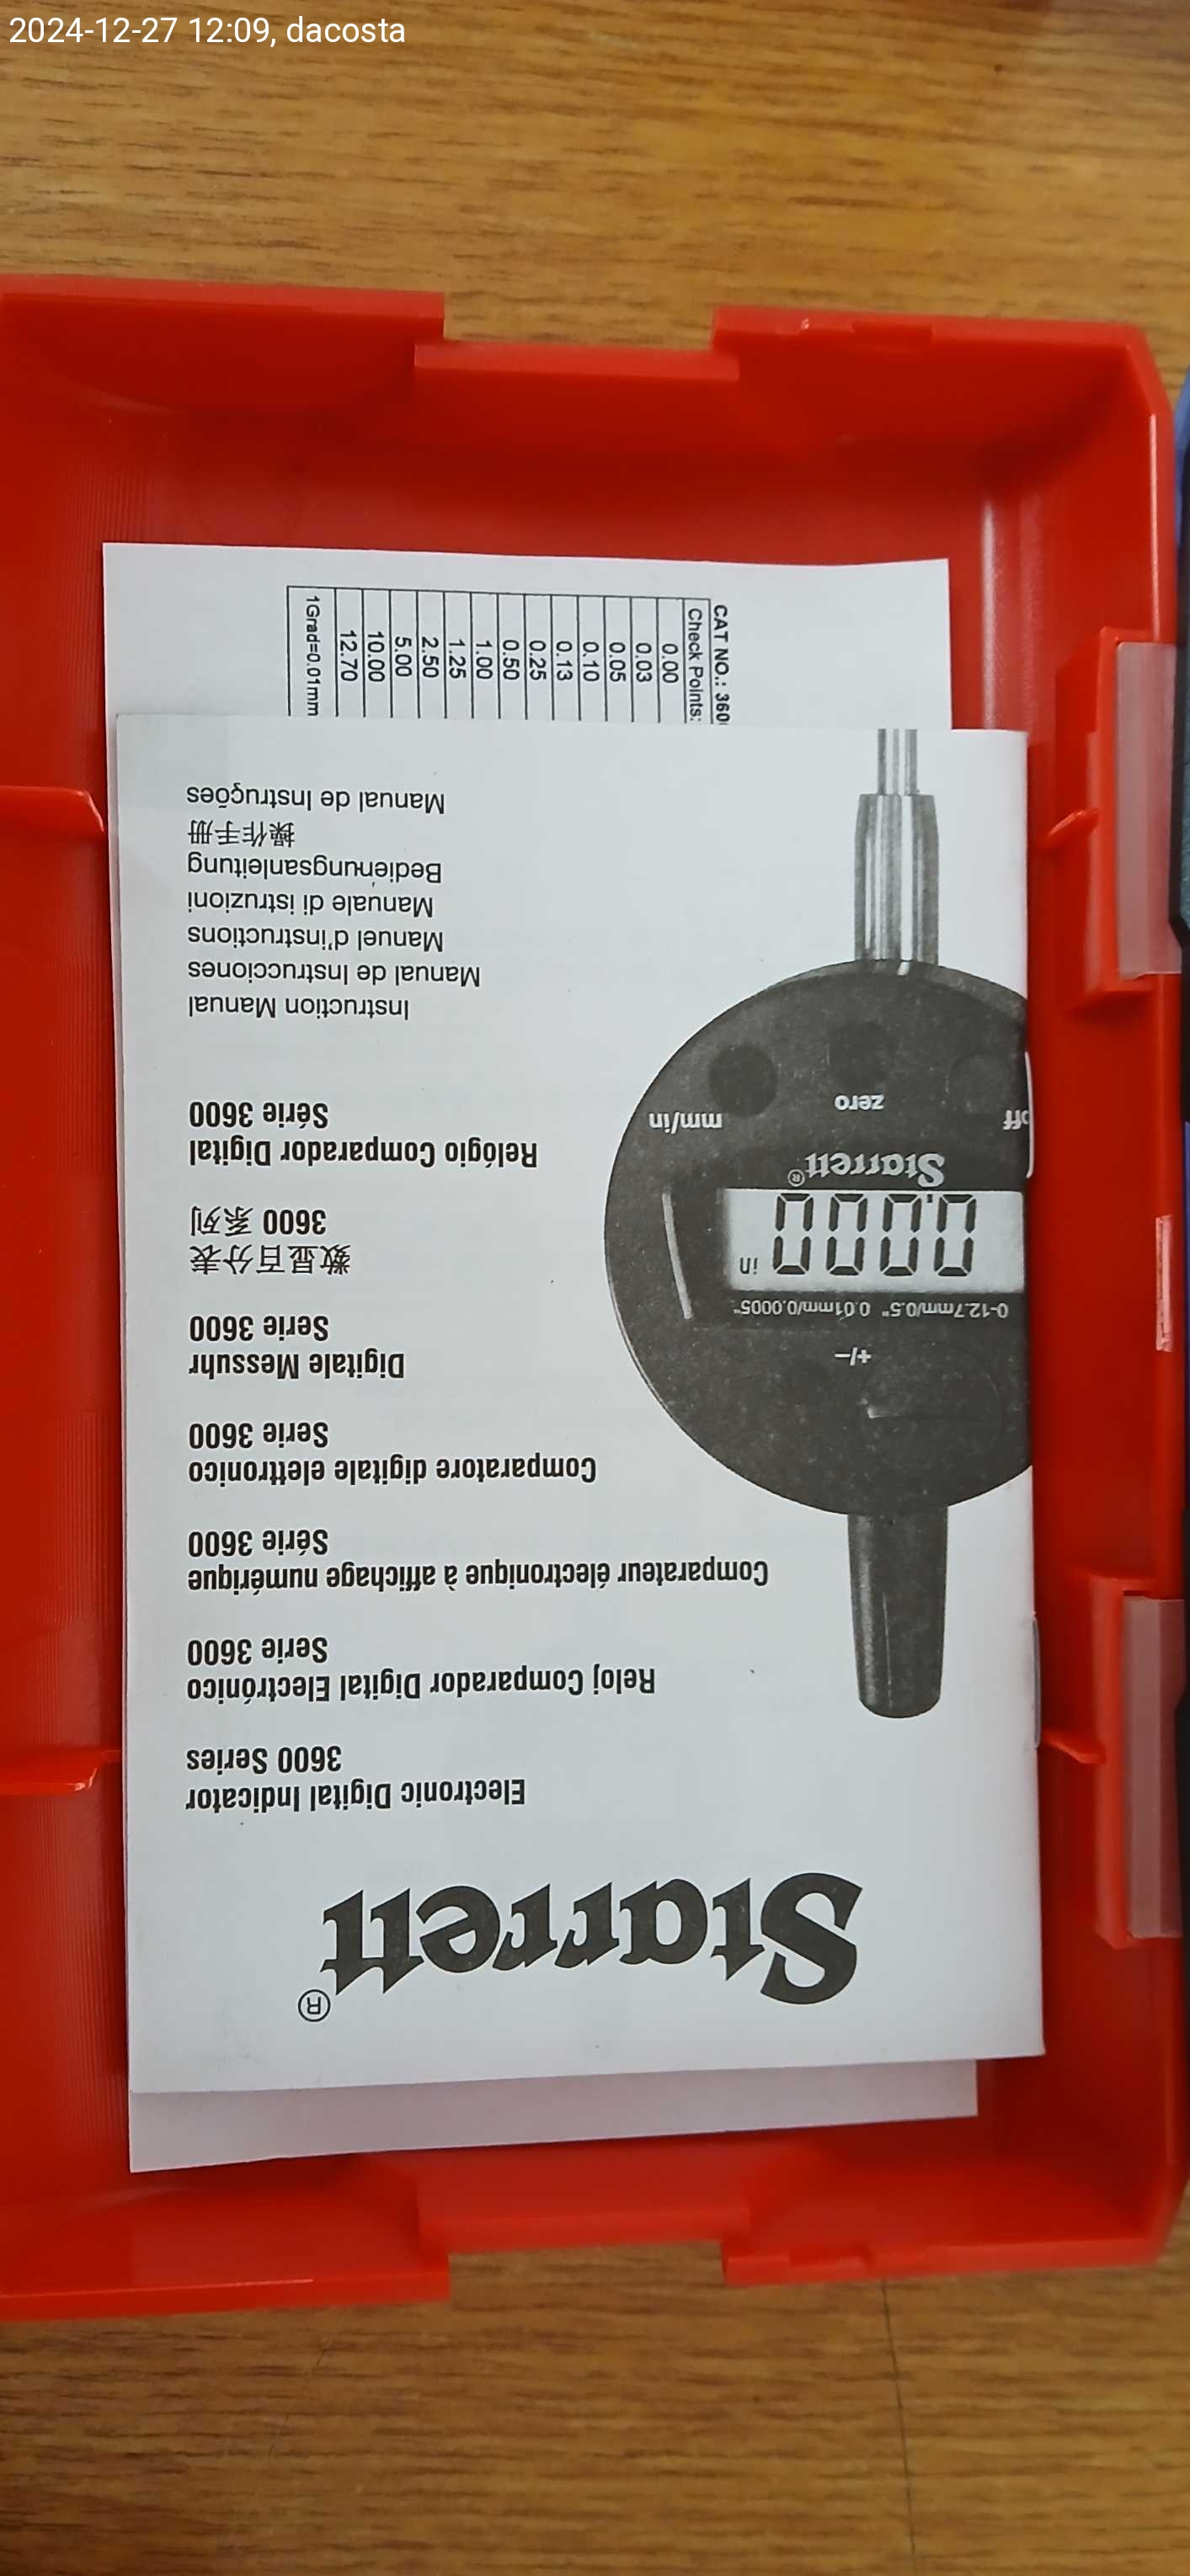 2024-12-27 12:09, dacosta
Starrett®
Electronic Digital Indicator
3600 Series
Reloj Comparador Digital Electrónico
Serie 3600
Comparateur électronique à affichage numérique
Série 3600
Comparatore digitale elettronico
Serie 3600
Digitale Messuhr
Serie 3600
数显百分表
3600 系列
Relógio Comparador Digital
Série 3600
Instruction Manual
Manual de Instrucciones
Manuel d'instructions
Manuale di istruzioni
Bedienungsanleitung
操作手册
Manual de Instruções
+/−
0-12.7mm/0.5" 0.01mm/0.0005"
0.000 in
Starrett®
off
zero
mm/in
CAT NO.: 360
Check Points:
0.00
0.03
0.05
0.10
0.13
0.25
0.50
1.00
1.25
2.50
5.00
10.00
12.70
1Grad=0.01mm